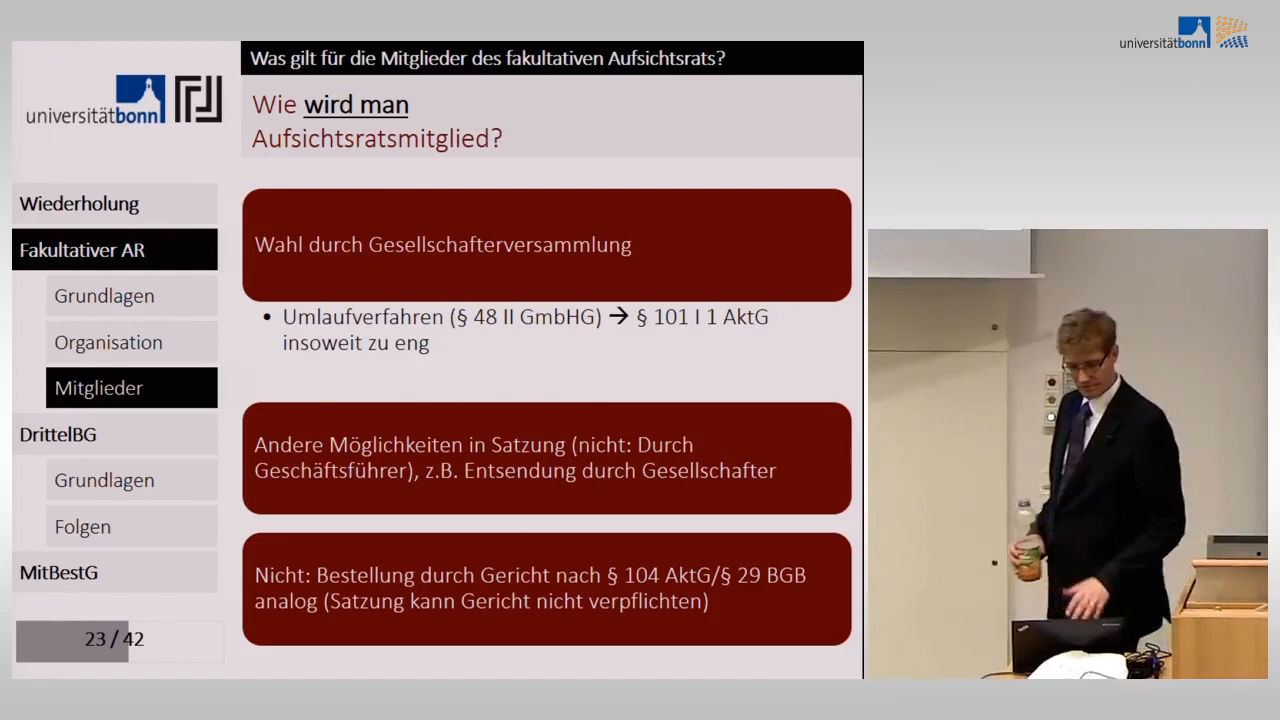 universitätbonn
Was gilt für die Mitglieder des fakultativen Aufsichtsrats?
universitätbonn
Wie wird man
Aufsichtsratsmitglied?
Wiederholung
Fakultativer AR
Grundlagen
Organisation
Mitglieder
DrittelBG
Grundlagen
Folgen
MitBestG
23 / 42
Wahl durch Gesellschafterversammlung
• Umlaufverfahren (§ 48 II GmbHG) → § 101 I 1 AktG
insoweit zu eng
Andere Möglichkeiten in Satzung (nicht: Durch
Geschäftsführer), z.B. Entsendung durch Gesellschafter
Nicht: Bestellung durch Gericht nach § 104 AktG/§ 29 BGB
analog (Satzung kann Gericht nicht verpflichten)